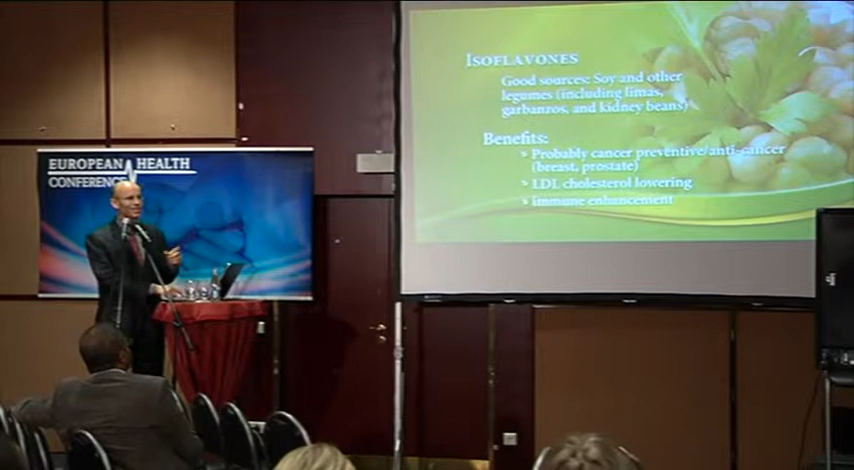 EUROPEAN HEALTH
CONFERENCE
ISOFLAVONES
Good sources: Soy and other
legumes (including limas,
garbanzos, and kidney beans)
Benefits:
Probably cancer preventive/anti-cancer
(breast, prostate)
LDL cholesterol lowering
immune enhancement